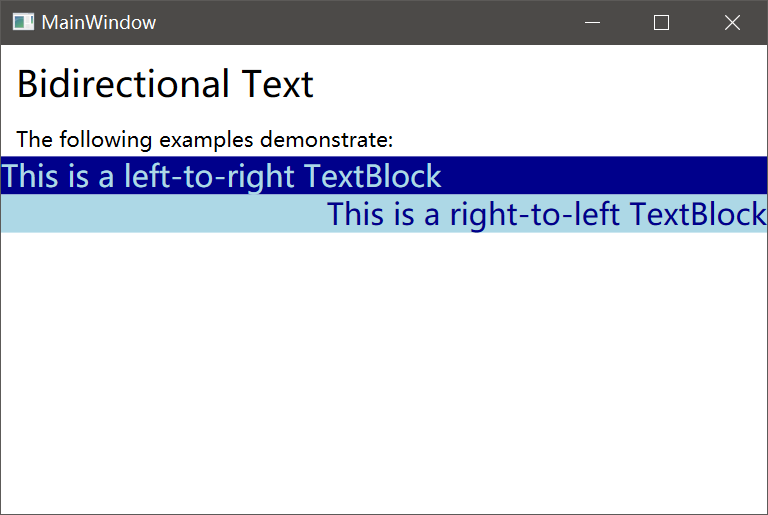 MainWindow
Bidirectional Text
The following examples demonstrate:
This is a left-to-right TextBlock
This is a right-to-left TextBlock